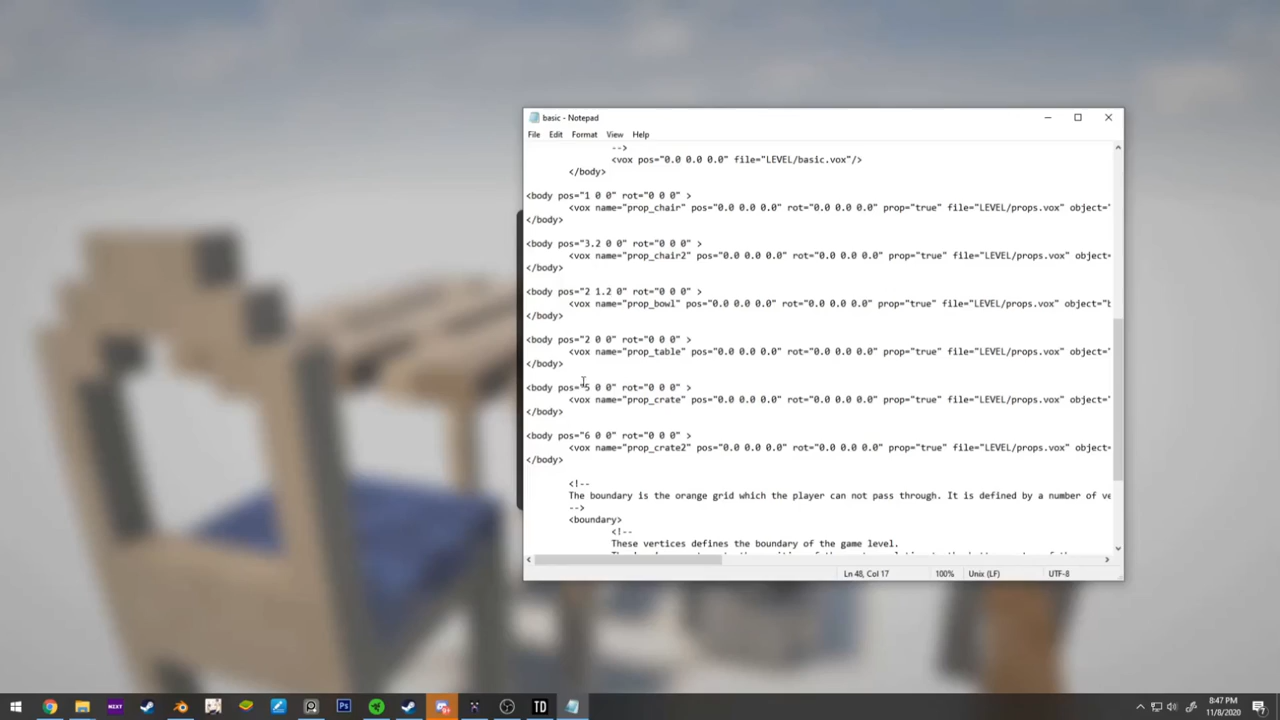 basic - Notepad
File Edit Format View Help
-->
<vox pos="0.0 0.0 0.0" file="LEVEL/basic.vox"/>
</body>
<body pos="1 0 0" rot="0 0 0" >
<vox name="prop_chair" pos="0.0 0.0 0.0" rot="0.0 0.0 0.0" prop="true" file="LEVEL/props.vox" object="
</body>
<body pos="3.2 0 0" rot="0 0 0" >
<vox name="prop_chair2" pos="0.0 0.0 0.0" rot="0.0 0.0 0.0" prop="true" file="LEVEL/props.vox" object=
</body>
<body pos="2 1.2 0" rot="0 0 0" >
<vox name="prop_bowl" pos="0.0 0.0 0.0" rot="0.0 0.0 0.0" prop="true" file="LEVEL/props.vox" object="b
</body>
<body pos="2 0 0" rot="0 0 0" >
<vox name="prop_table" pos="0.0 0.0 0.0" rot="0.0 0.0 0.0" prop="true" file="LEVEL/props.vox" object="
</body>
<body pos="5 0 0" rot="0 0 0" >
<vox name="prop_crate" pos="0.0 0.0 0.0" rot="0.0 0.0 0.0" prop="true" file="LEVEL/props.vox" object="
</body>
<body pos="6 0 0" rot="0 0 0" >
<vox name="prop_crate2" pos="0.0 0.0 0.0" rot="0.0 0.0 0.0" prop="true" file="LEVEL/props.vox" object=
</body>
<!--
The boundary is the orange grid which the player can not pass through. It is defined by a number of ve
-->
<boundary>
<!--
These vertices defines the boundary of the game level.
Ln 48, Col 17 100% Unix (LF) UTF-8
NXT Ps TD
8:47 PM
11/8/2020